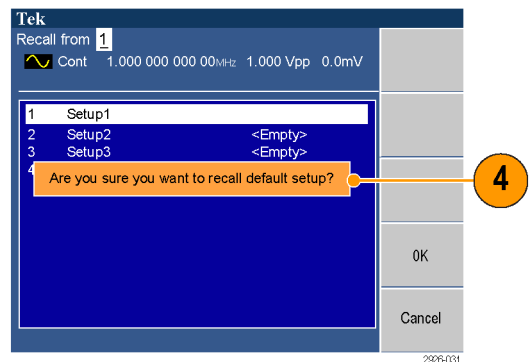 Tek
Recall from 1
Cont 1.000 000 000 00MHz 1.000 Vpp 0.0mV
1 Setup1
2 Setup2 <Empty>
3 Setup3 <Empty>
4
Are you sure you want to recall default setup?
4
OK
Cancel
2926-031